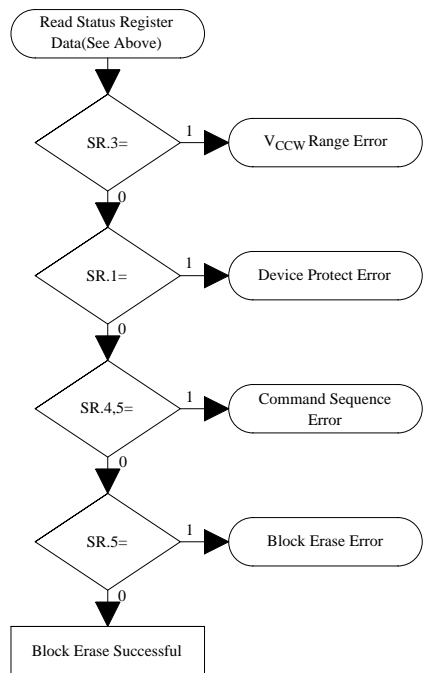 Read Status Register
Data(See Above)
SR.3=
1
VCCW Range Error
0
SR.1=
1
Device Protect Error
0
SR.4,5=
1
Command Sequence
Error
0
SR.5=
1
Block Erase Error
0
Block Erase Successful